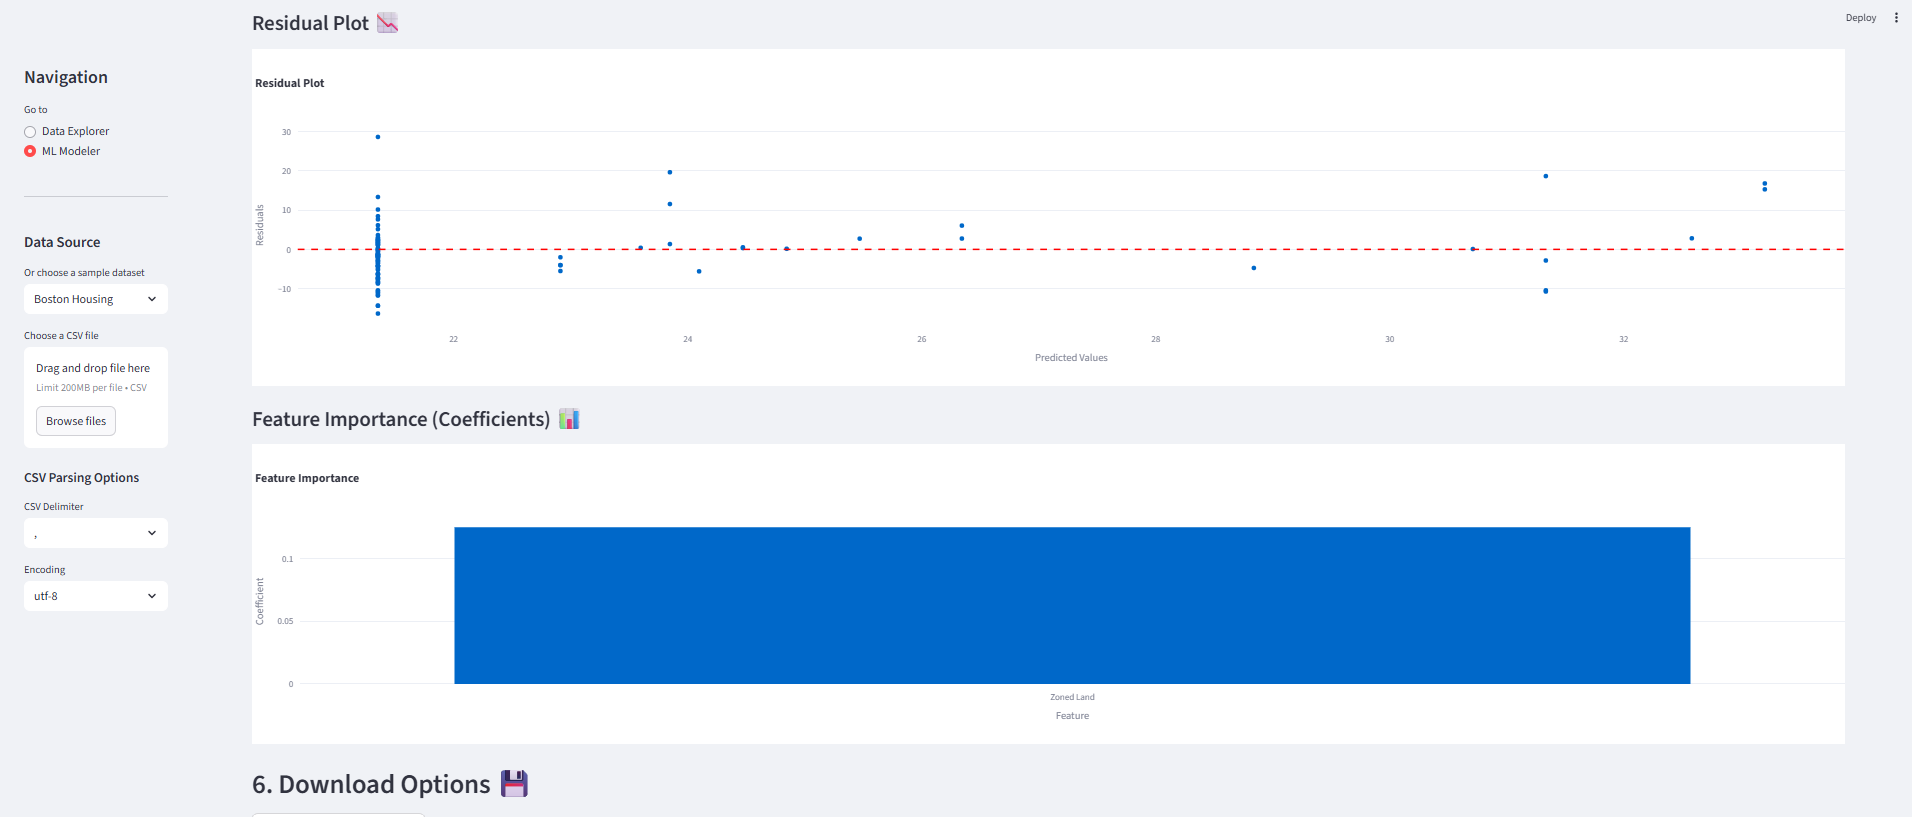 Deploy
Navigation
Go to
Data Explorer
ML Modeler
Data Source
Or choose a sample dataset
Boston Housing
Choose a CSV file
Drag and drop file here
Limit 200MB per file • CSV
Browse files
CSV Parsing Options
CSV Delimiter
,
Encoding
utf-8
Residual Plot
Residual Plot
30
20
10
0
−10
Residuals
22 24 26 28 30 32
Predicted Values
Feature Importance (Coefficients)
Feature Importance
0.1
0.05
0
Coefficient
Zoned Land
Feature
6. Download Options